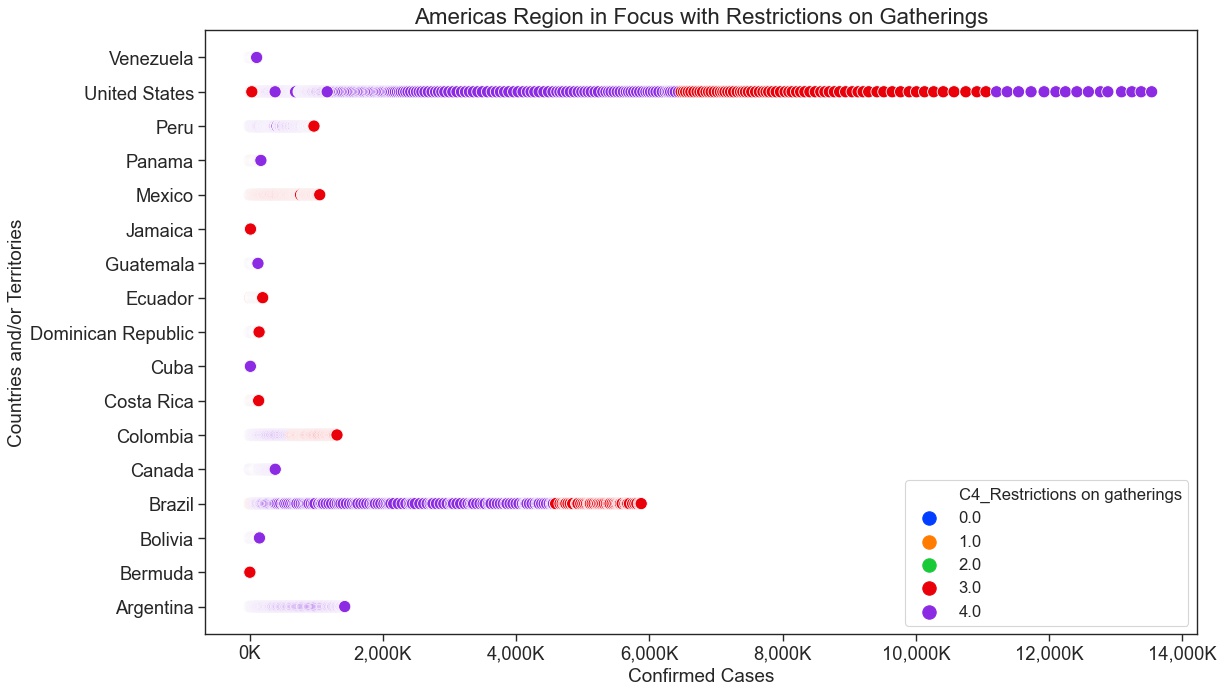 Americas Region in Focus with Restrictions on Gatherings
Countries and/or Territories
Venezuela
United States
Peru
Panama
Mexico
Jamaica
Guatemala
Ecuador
Dominican Republic
Cuba
Costa Rica
Colombia
Canada
Brazil
Bolivia
Bermuda
Argentina
C4_Restrictions on gatherings
0.0
1.0
2.0
3.0
4.0
0K 2,000K 4,000K 6,000K 8,000K 10,000K 12,000K 14,000K
Confirmed Cases